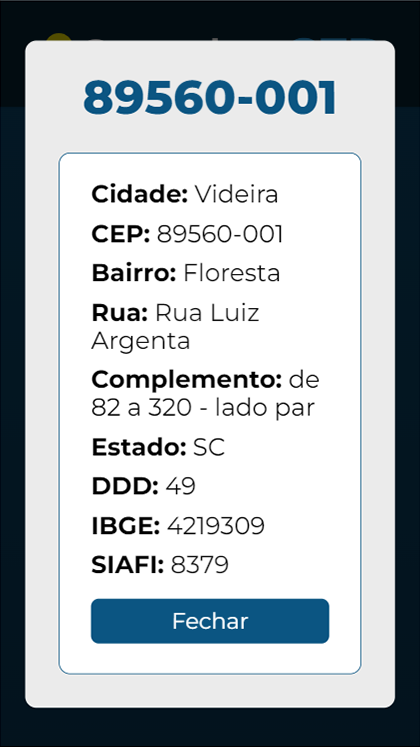 89560-001
Cidade: Videira
CEP: 89560-001
Bairro: Floresta
Rua: Rua Luiz
Argenta
Complemento: de
82 a 320 - lado par
Estado: SC
DDD: 49
IBGE: 4219309
SIAFI: 8379
Fechar